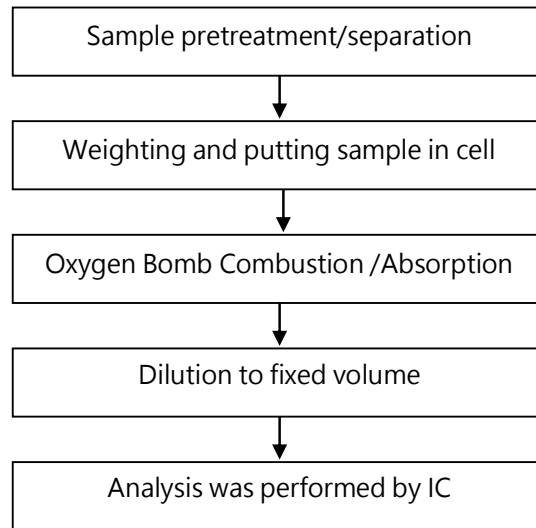 Sample pretreatment/separation
Weighting and putting sample in cell
Oxygen Bomb Combustion /Absorption
Dilution to fixed volume
Analysis was performed by IC